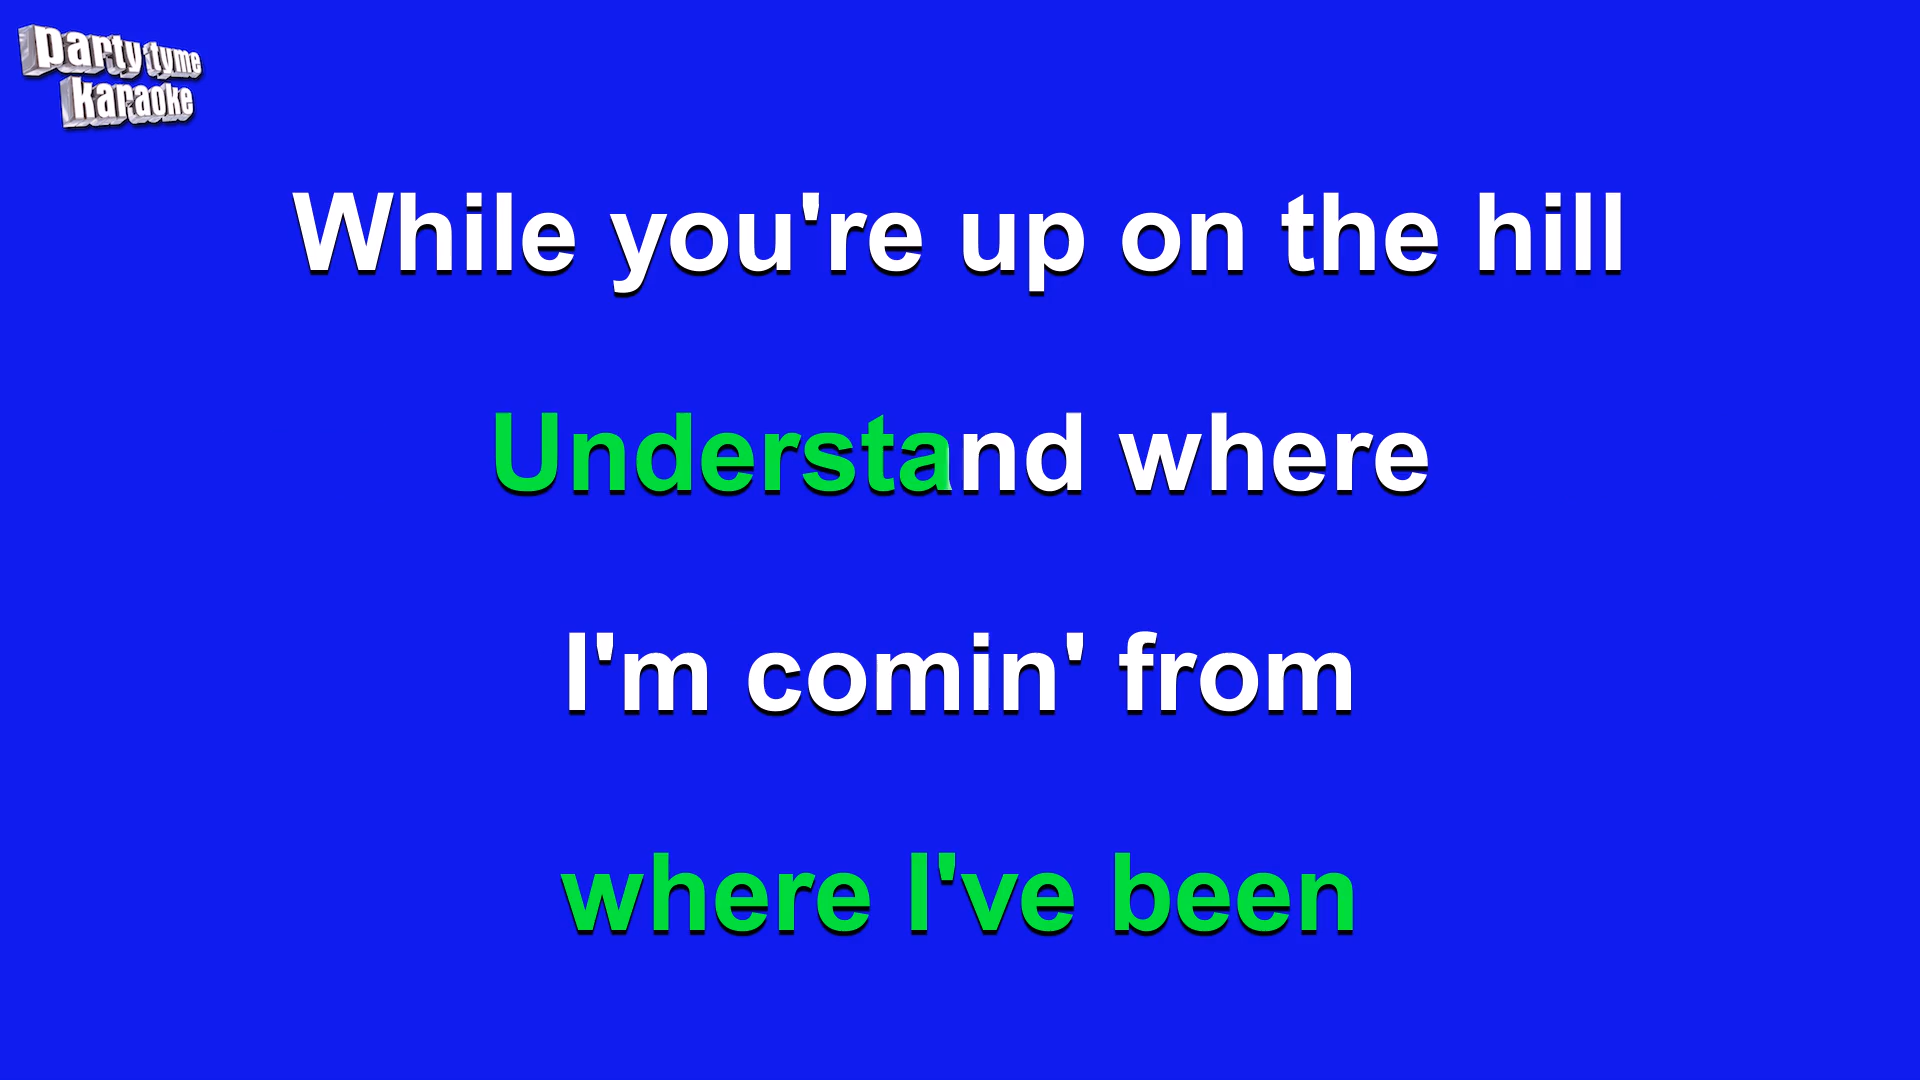 party tyme
karaoke
While you're up on the hill
Understand where
I'm comin' from
where I've been